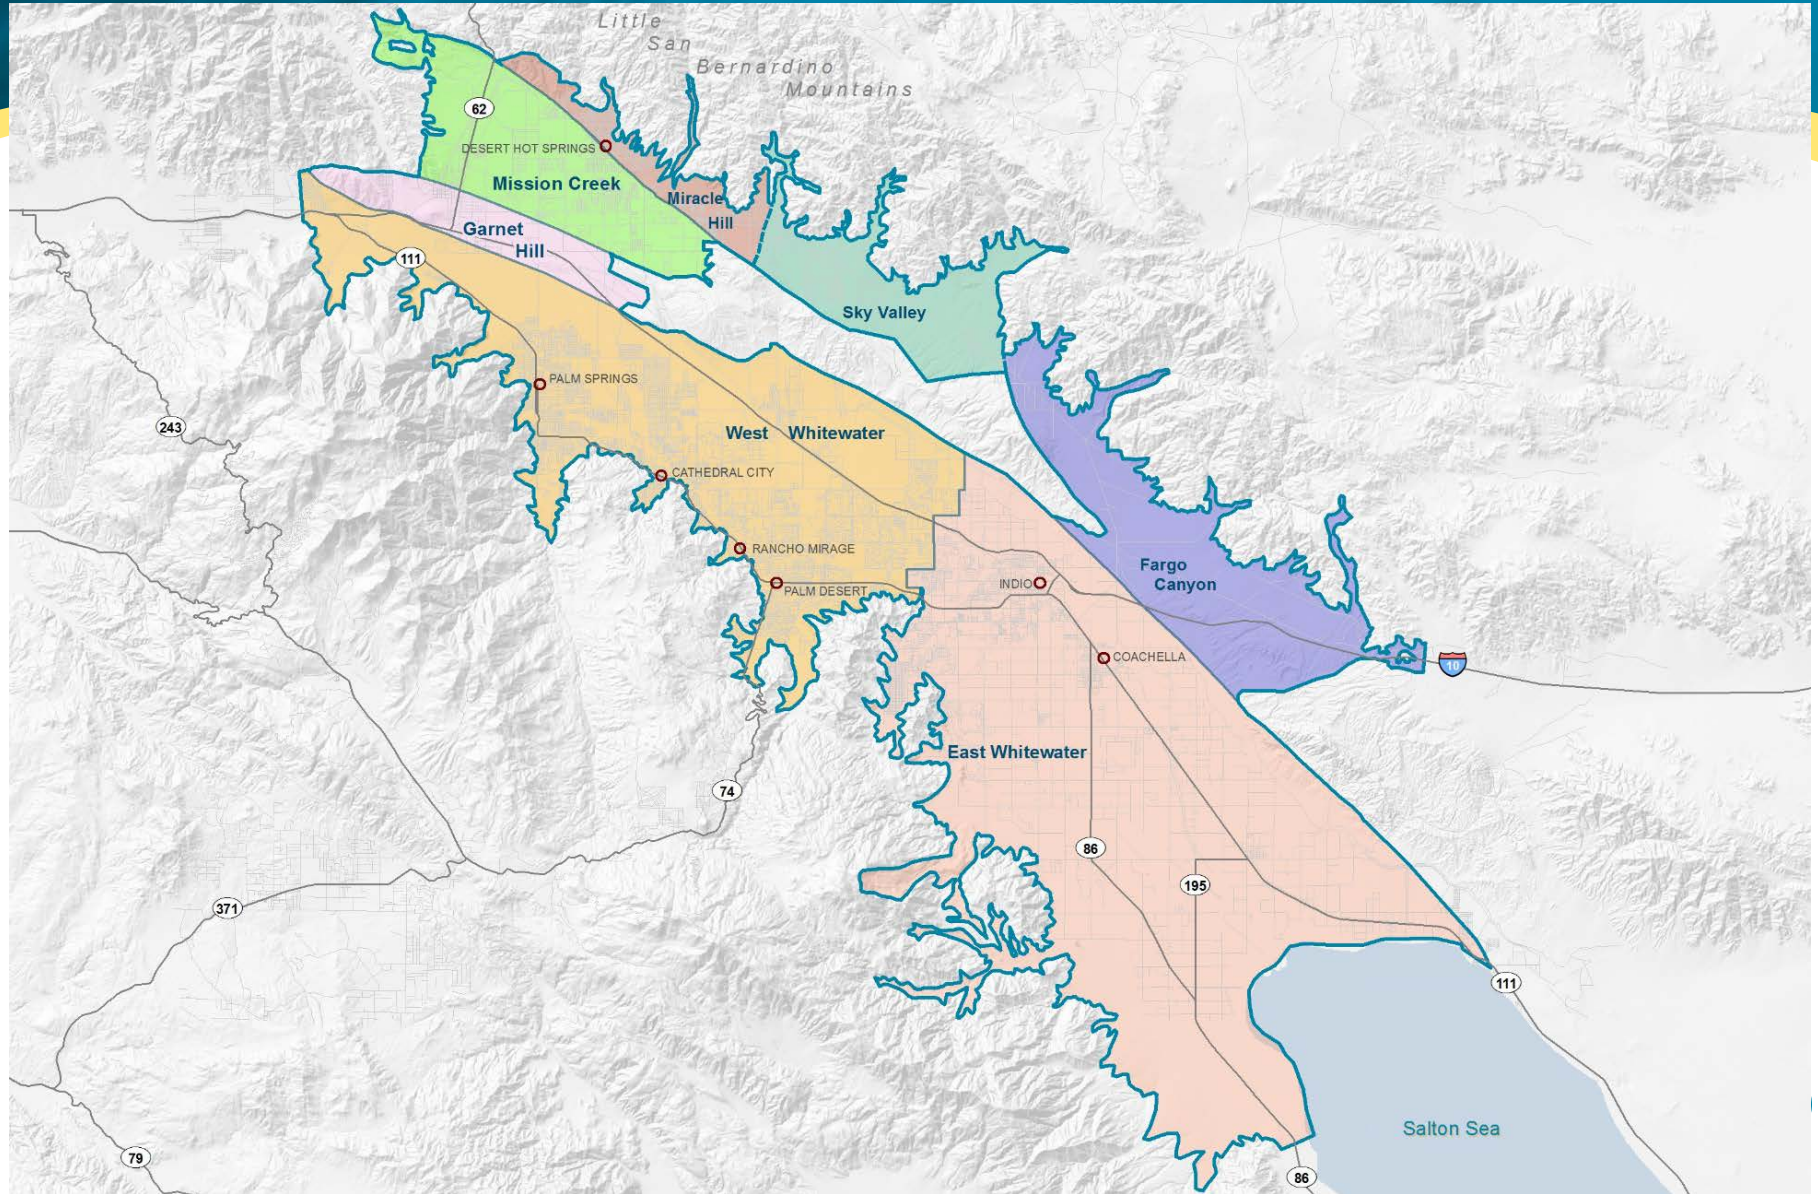 Little
San
Bernardino
Mountains
62
DESERT HOT SPRINGS
Mission Creek
Miracle
Hill
Garnet
Hill
111
Sky Valley
PALM SPRINGS
243
West Whitewater
CATHEDRAL CITY
RANCHO MIRAGE
PALM DESERT
INDIO
Fargo
Canyon
COACHELLA
10
East Whitewater
74
86
195
371
111
Salton Sea
79
86